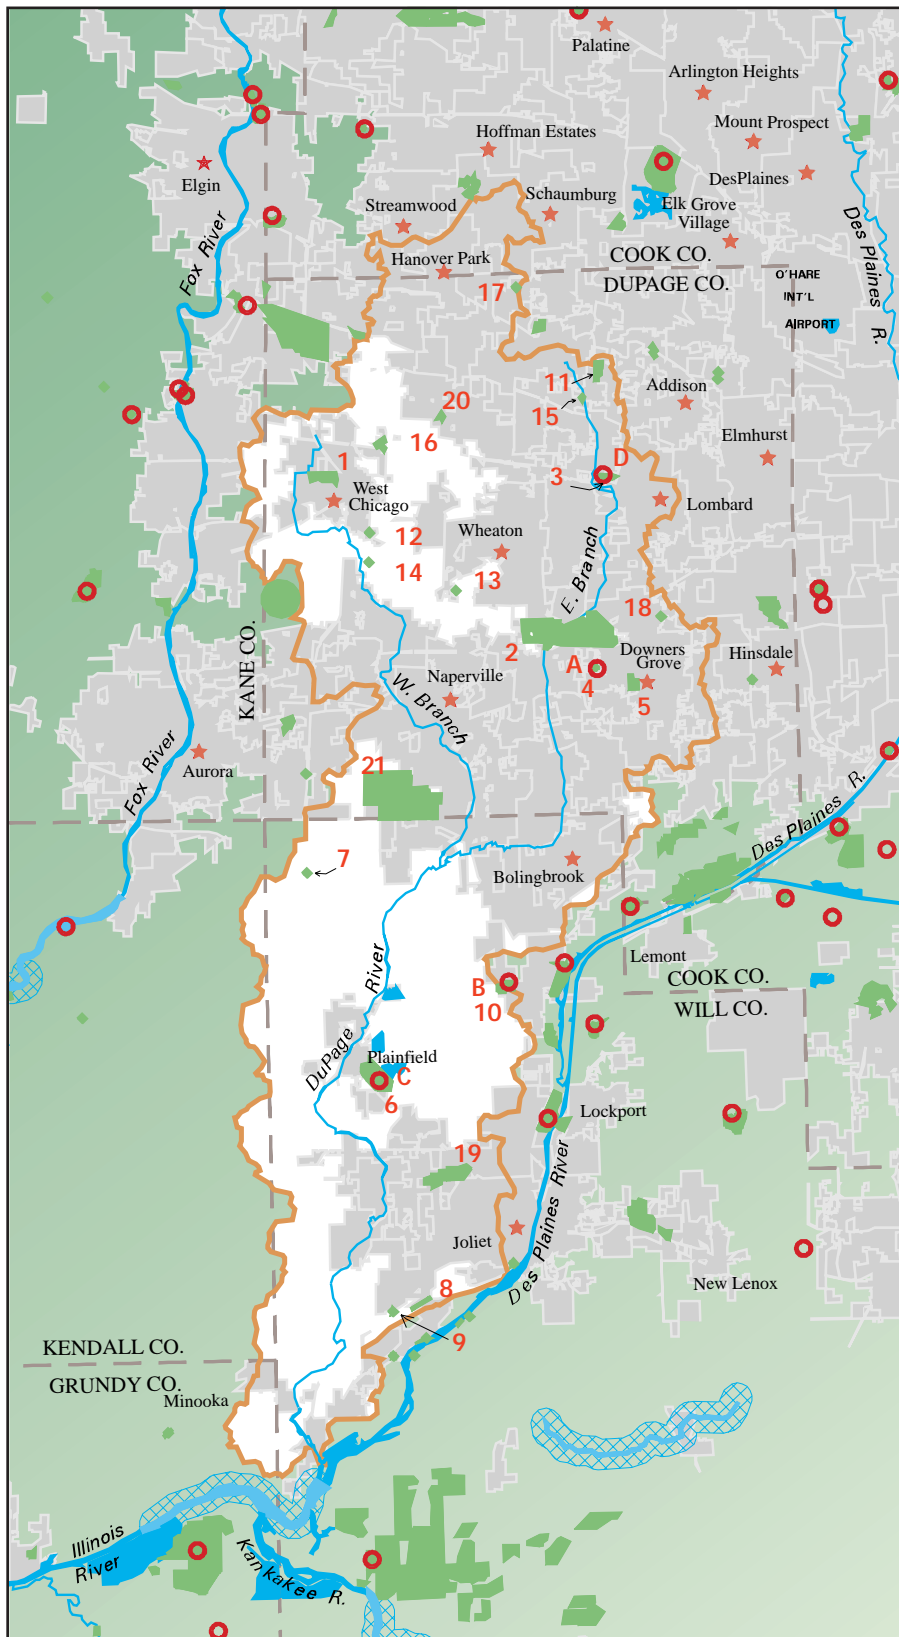 Palatine
Arlington Heights
Mount Prospect
Hoffman Estates
DesPlaines
Elgin
Schaumburg
Elk Grove
Village
Streamwood
Des Plaines R.
Fox River
COOK CO.
Hanover Park
DUPAGE CO.
O'HARE
INT'L
AIRPORT
17
11
Addison
20
15
Elmhurst
16
1
D
3
West
Chicago
Lombard
12
Wheaton
14
13
E. Branch
18
KANE CO.
2
Downers
Grove
Hinsdale
A
4
Naperville
5
W. Branch
Fox River
Aurora
21
Des Plaines R.
7
Bolingbrook
River
Lemont
B
COOK CO.
10
WILL CO.
DuPage
Plainfield
C
6
Lockport
19
Des Plaines River
Joliet
New Lenox
8
9
KENDALL CO.
GRUNDY CO.
Minooka
Illinois
River
Kankakee R.